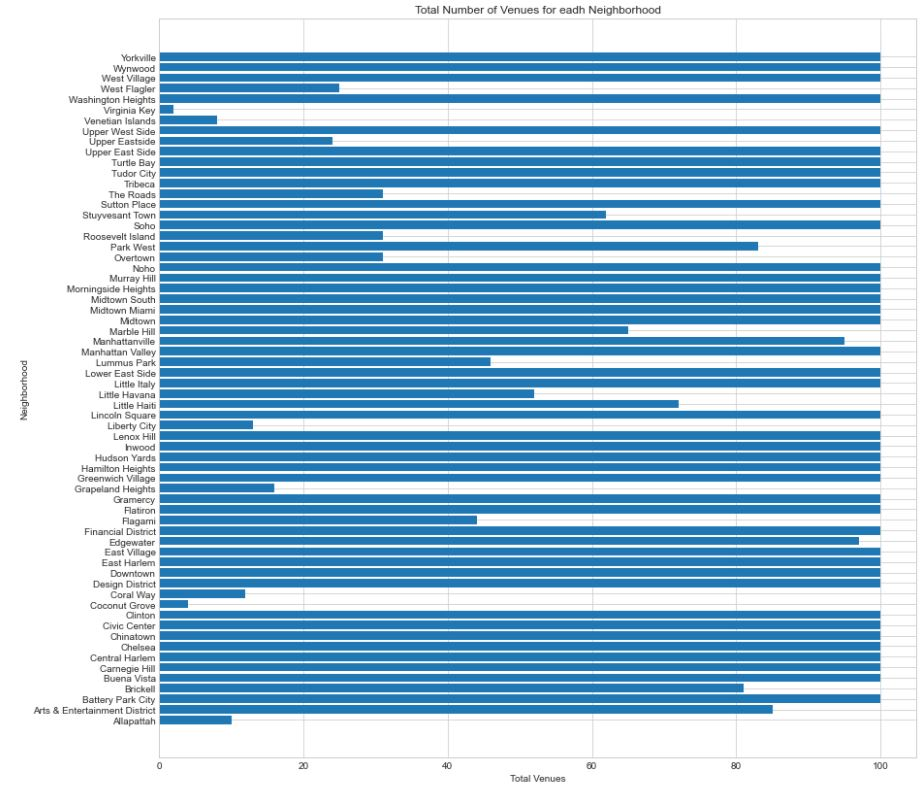 Total Number of Venues for eadh Neighborhood
Yorkville
Wynwood
West Village
West Flagler
Washington Heights
Virginia Key
Venetian Islands
Upper West Side
Upper Eastside
Upper East Side
Turtle Bay
Tudor City
Tribeca
The Roads
Sutton Place
Stuyvesant Town
Soho
Roosevelt Island
Park West
Overtown
Noho
Murray Hill
Morningside Heights
Midtown South
Midtown Miami
Midtown
Marble Hill
Manhattanville
Manhattan Valley
Lummus Park
Lower East Side
Little Italy
Little Havana
Little Haiti
Lincoln Square
Liberty City
Lenox Hill
Inwood
Hudson Yards
Hamilton Heights
Greenwich Village
Grapeland Heights
Gramercy
Flatiron
Flagami
Financial District
Edgewater
East Village
East Harlem
Downtown
Design District
Coral Way
Coconut Grove
Clinton
Civic Center
Chinatown
Chelsea
Central Harlem
Carnegie Hill
Buena Vista
Brickell
Battery Park City
Arts & Entertainment District
Allapattah
Neighborhood
0 20 40 60 80 100
Total Venues